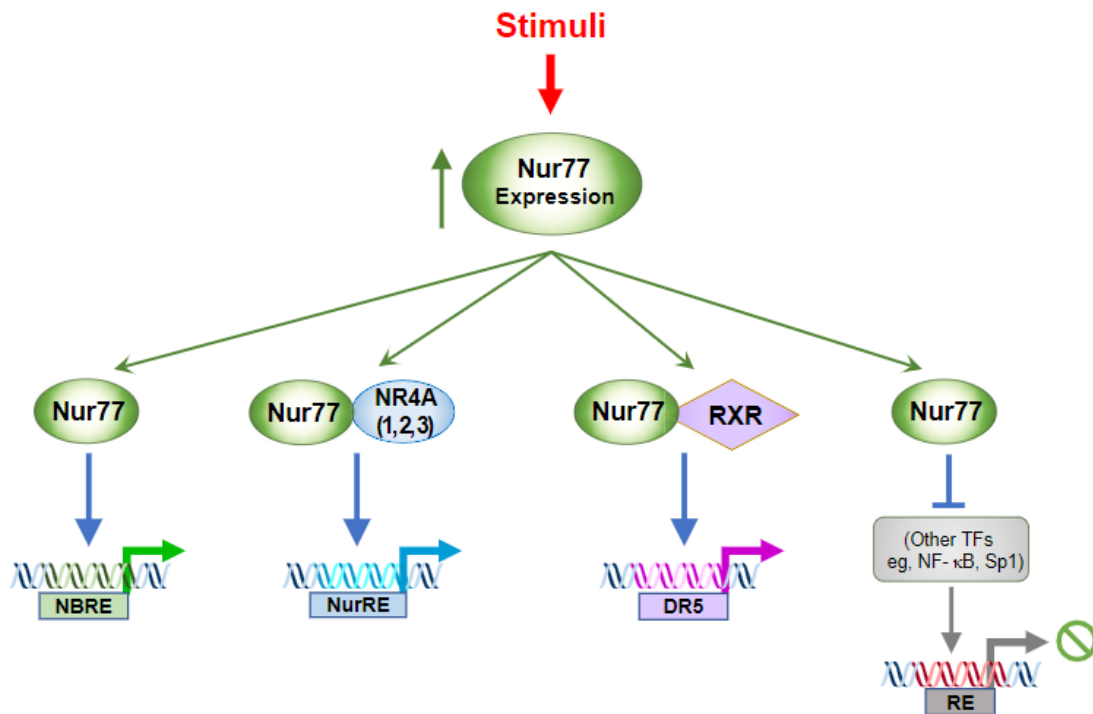 Stimuli
Nur77
Expression
Nur77
Nur77
NR4A
(1,2,3)
Nur77
RXR
Nur77
(Other TFs
eg, NF- κB, Sp1)
NBRE
NurRE
DR5
RE